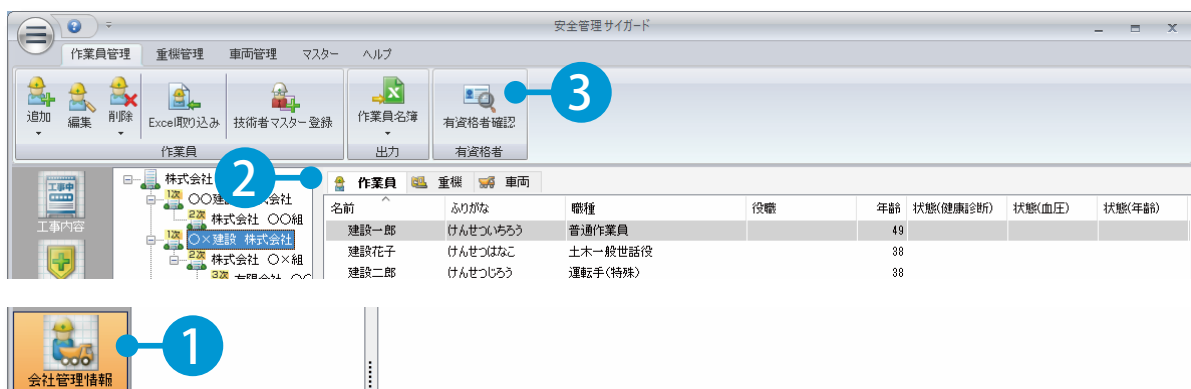 安全管理 サイガード
作業員管理 重機管理 車両管理 マスター ヘルプ
追加 編集 削除 Excel取り込み 技術者マスター登録 作業員名簿 有資格者確認
3
作業員 出力 有資格者
2
株式会社
作業員 重機 車両
工事中
1次 〇〇建 会社
名前 ふりがな 職種 役職 年齢 状態(健康診断) 状態(血圧) 状態(年齢)
工事内容
2次 株式会社 〇〇組
建設一郎 けんせついちろう 普通作業員 49
1次 〇×建設 株式会社
建設花子 けんせつはなこ 土木一般世話役 38
2次 株式会社 〇×組
建設二郎 けんせつじろう 運転手(特殊) 38
3次 有限会社
1
会社管理情報